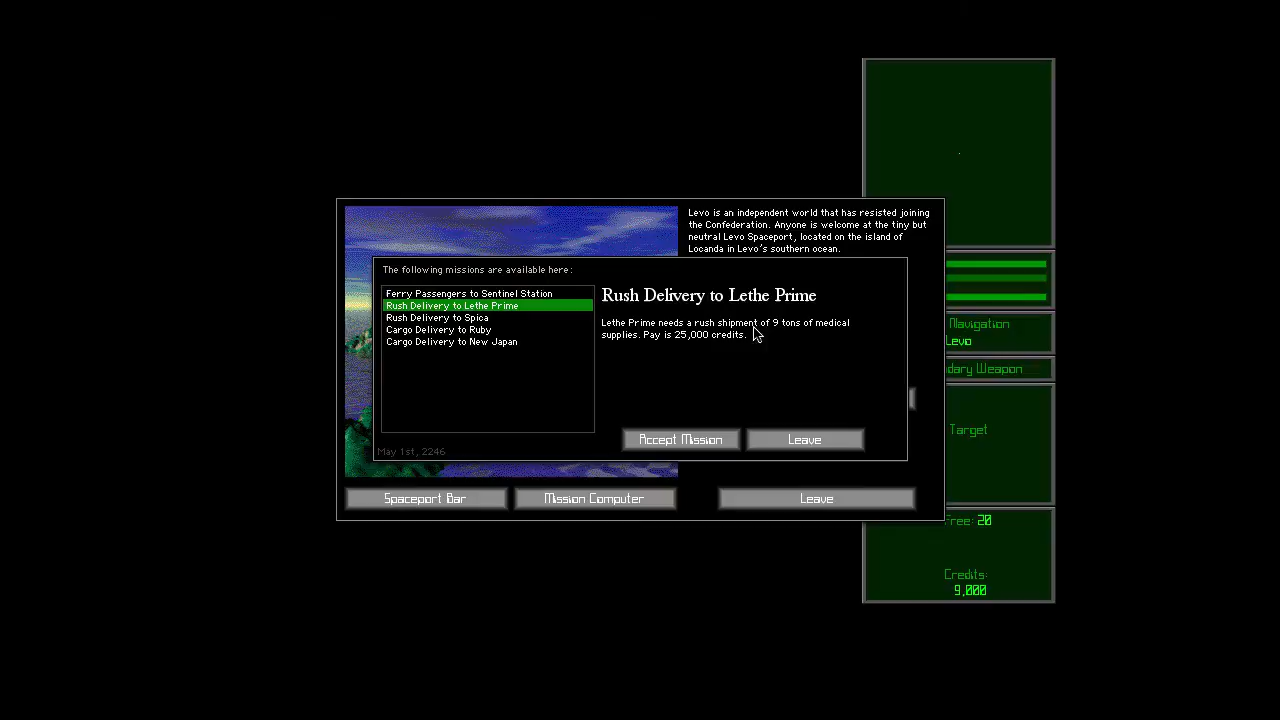 Levo is an independent world that has resisted joining
the Confederation. Anyone is welcome at the tiny but
neutral Levo Spaceport, located on the island of
Locanda in Levo's southern ocean.
The following missions are available here:
Ferry Passengers to Sentinel Station
Rush Delivery to Lethe Prime
Rush Delivery to Spica
Cargo Delivery to Ruby
Cargo Delivery to New Japan
May 1st, 2246
Rush Delivery to Lethe Prime
Lethe Prime needs a rush shipment of 9 tons of medical
supplies. Pay is 25,000 credits.
Accept Mission
Leave
Spaceport Bar
Mission Computer
Leave
Navigation
Levo
dary Weapon
Target
Free: 20
Credits:
9,000